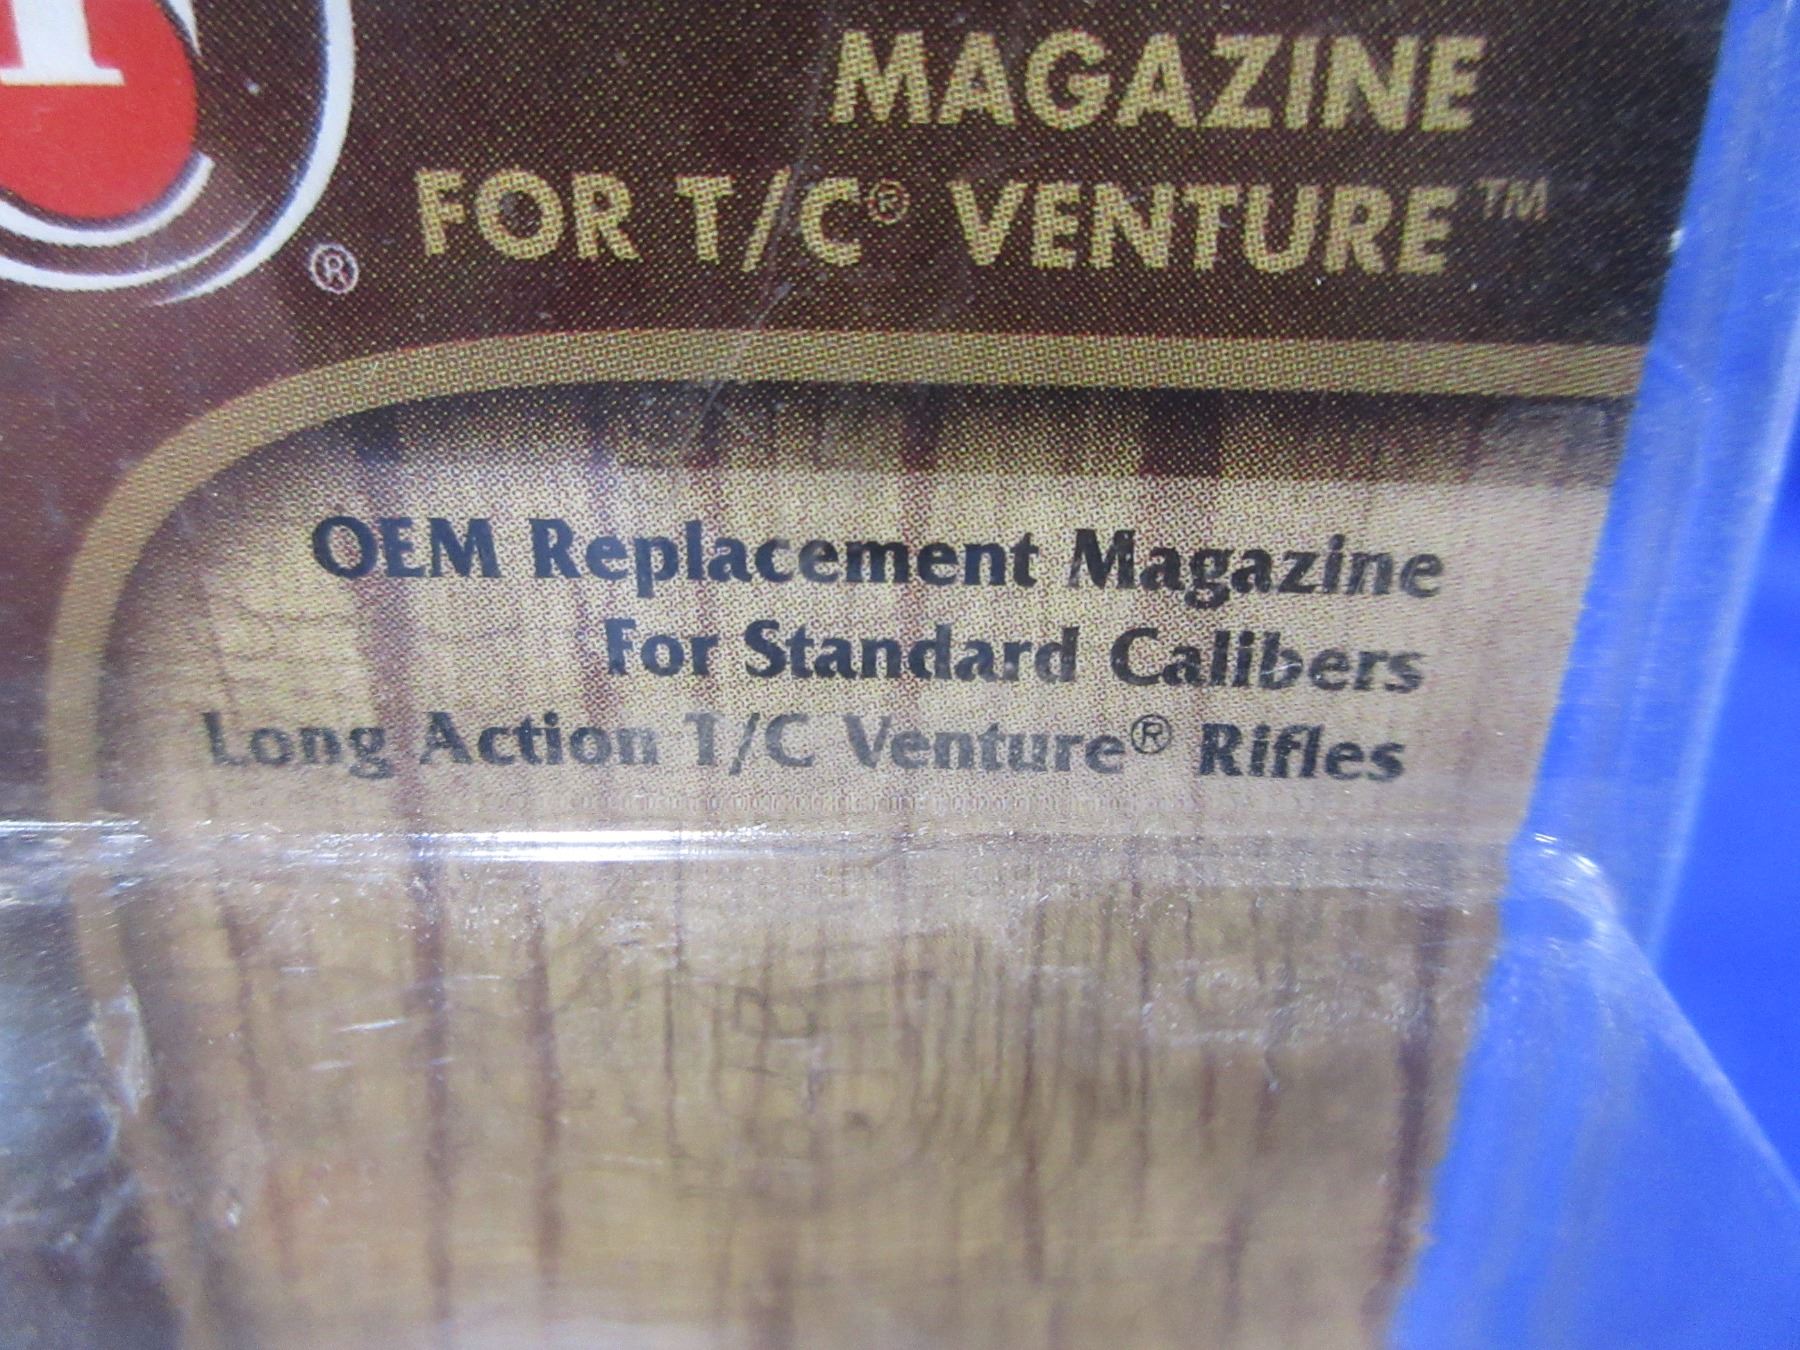 MAGAZINE
FOR T/C® VENTURE™
®
OEM Replacement Magazine
For Standard Calibers
Long Action T/C Venture® Rifles